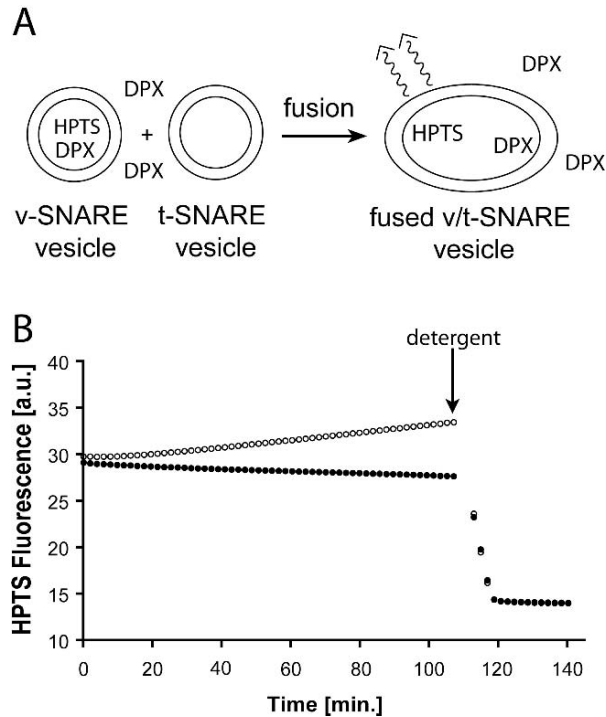 A
DPX
DPX
HPTS
DPX
+
DPX
fusion
HPTS
DPX
DPX
v-SNARE
vesicle
t-SNARE
vesicle
fused v/t-SNARE
vesicle
B
detergent
HPTS Fluorescence [a.u.]
40
35
30
25
20
15
10
0
20
40
60
80
100
120
140
Time [min.]